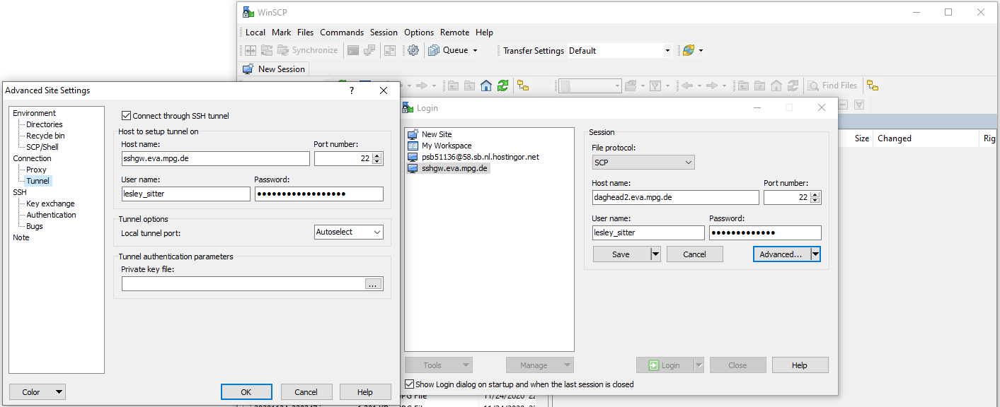 WinSCP
Local Mark Files Commands Session Options Remote Help
Synchronize Queue Transfer Settings Default
New Session
Find Files
Size Changed Rig
Advanced Site Settings ?
Environment
Directories
Recycle bin
SCP/Shell
Connection
Proxy
Tunnel
SSH
Key exchange
Authentication
Bugs
Note
Connect through SSH tunnel
Host to setup tunnel on
Host name: Port number:
sshgw.eva.mpg.de 22
User name: Password:
lesley_sitter ●●●●●●●●●●●●●●●●●●
Tunnel options
Local tunnel port: Autoselect
Tunnel authentication parameters
Private key file:
...
Color OK Cancel Help
Login
New Site
My Workspace
psb51136@58.sb.nl.hostingor.net
sshgw.eva.mpg.de
Session
File protocol:
SCP
Host name: Port number:
daghead2.eva.mpg.de 22
User name: Password:
lesley_sitter ●●●●●●●●●●●●●
Save Cancel Advanced...
Tools Manage Login Close Help
Show Login dialog on startup and when the last session is closed